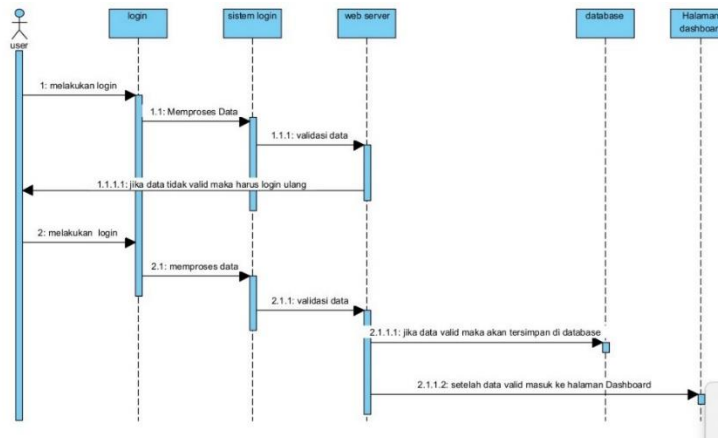 login
sistem login
web server
database
Halaman
dashboard
user
1: melakukan login
1.1: Memproses Data
1.1.1: validasi data
1.1.1.1: jika data tidak valid maka harus login ulang
2: melakukan login
2.1: memproses data
2.1.1: validasi data
2.1.1.1: jika data valid maka akan tersimpan di database
2.1.1.2: setelah data valid masuk ke halaman Dashboard